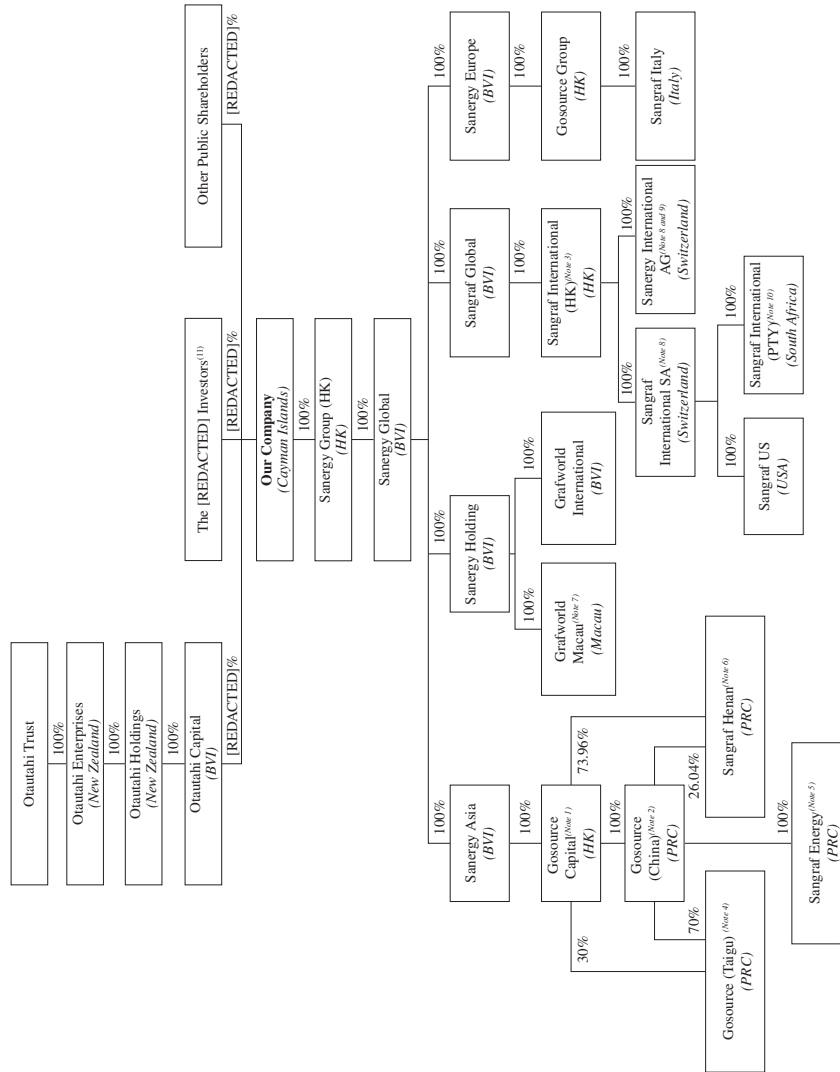 Otautahi Trust
100%
Otautahi Enterprises
(New Zealand)
100%
Otautahi Holdings
(New Zealand)
100%
Otautahi Capital
(BVI)
[REDACTED]%
The [REDACTED] Investors(11)
[REDACTED]%
Other Public Shareholders
[REDACTED]%
Our Company
(Cayman Islands)
100%
Sanergy Group (HK)
(HK)
100%
Sanergy Global
(BVI)
100%
100%
100%
100%
Sanergy Asia
(BVI)
Sanergy Holding
(BVI)
Sangraf Global
(BVI)
Sanergy Europe
(BVI)
100%
100%
100%
100%
100%
Gosource
Capital(Note 1)
(HK)
Grafworld
Macau(Note 7)
(Macau)
Grafworld
International
(BVI)
Sangraf International
(HK)(Note 3)
(HK)
Gosource Group
(HK)
30%
100%
73.96%
100%
100%
100%
Gosource
(China)(Note 2)
(PRC)
Sangraf
International SA(Note 8)
(Switzerland)
Sanergy International
AG(Note 8 and 9)
(Switzerland)
Sangraf Italy
(Italy)
70%
26.04%
100%
100%
Gosource (Taigu) (Note 4)
(PRC)
Sangraf Henan(Note 6)
(PRC)
Sangraf US
(USA)
Sangraf International
(PTY)(Note 10)
(South Africa)
100%
Sangraf Energy(Note 5)
(PRC)